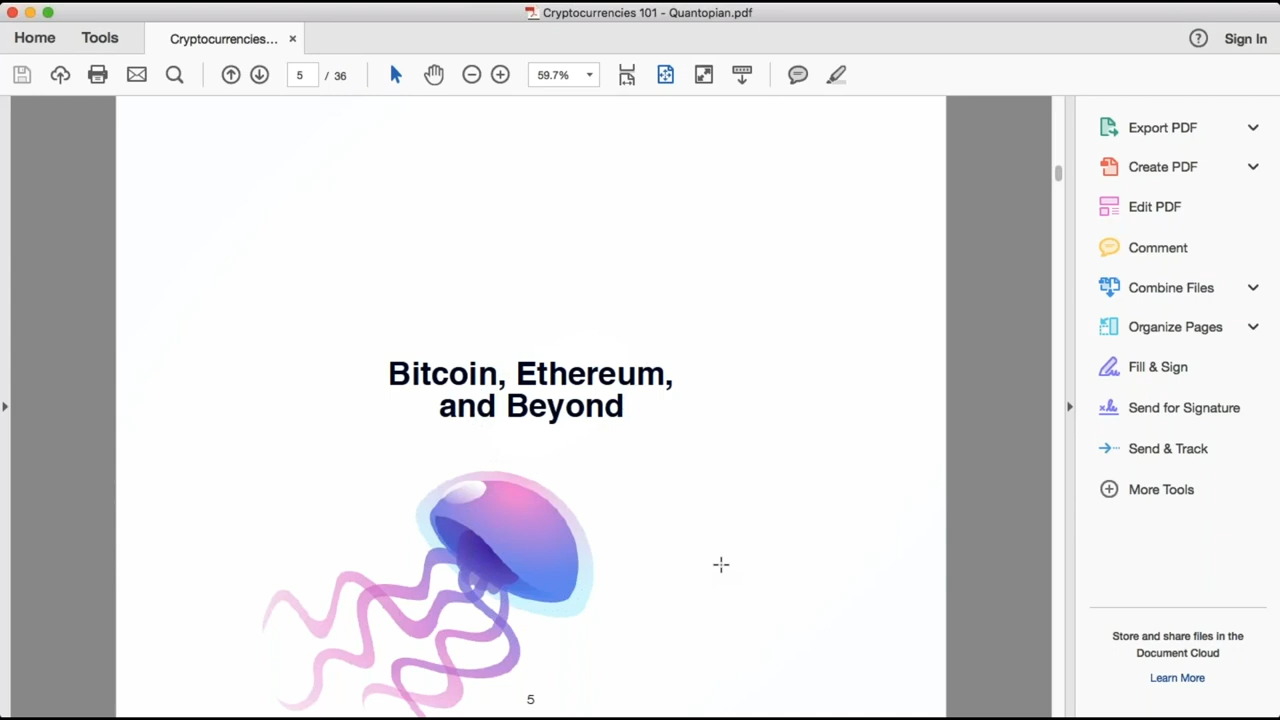 Cryptocurrencies 101 - Quantopian.pdf
Home Tools Cryptocurrencies... × ? Sign In
5 / 36 59.7%
Export PDF
Create PDF
Edit PDF
Comment
Combine Files
Organize Pages
Fill & Sign
Send for Signature
Send & Track
More Tools
Store and share files in the
Document Cloud
Learn More
Bitcoin, Ethereum,
and Beyond
5